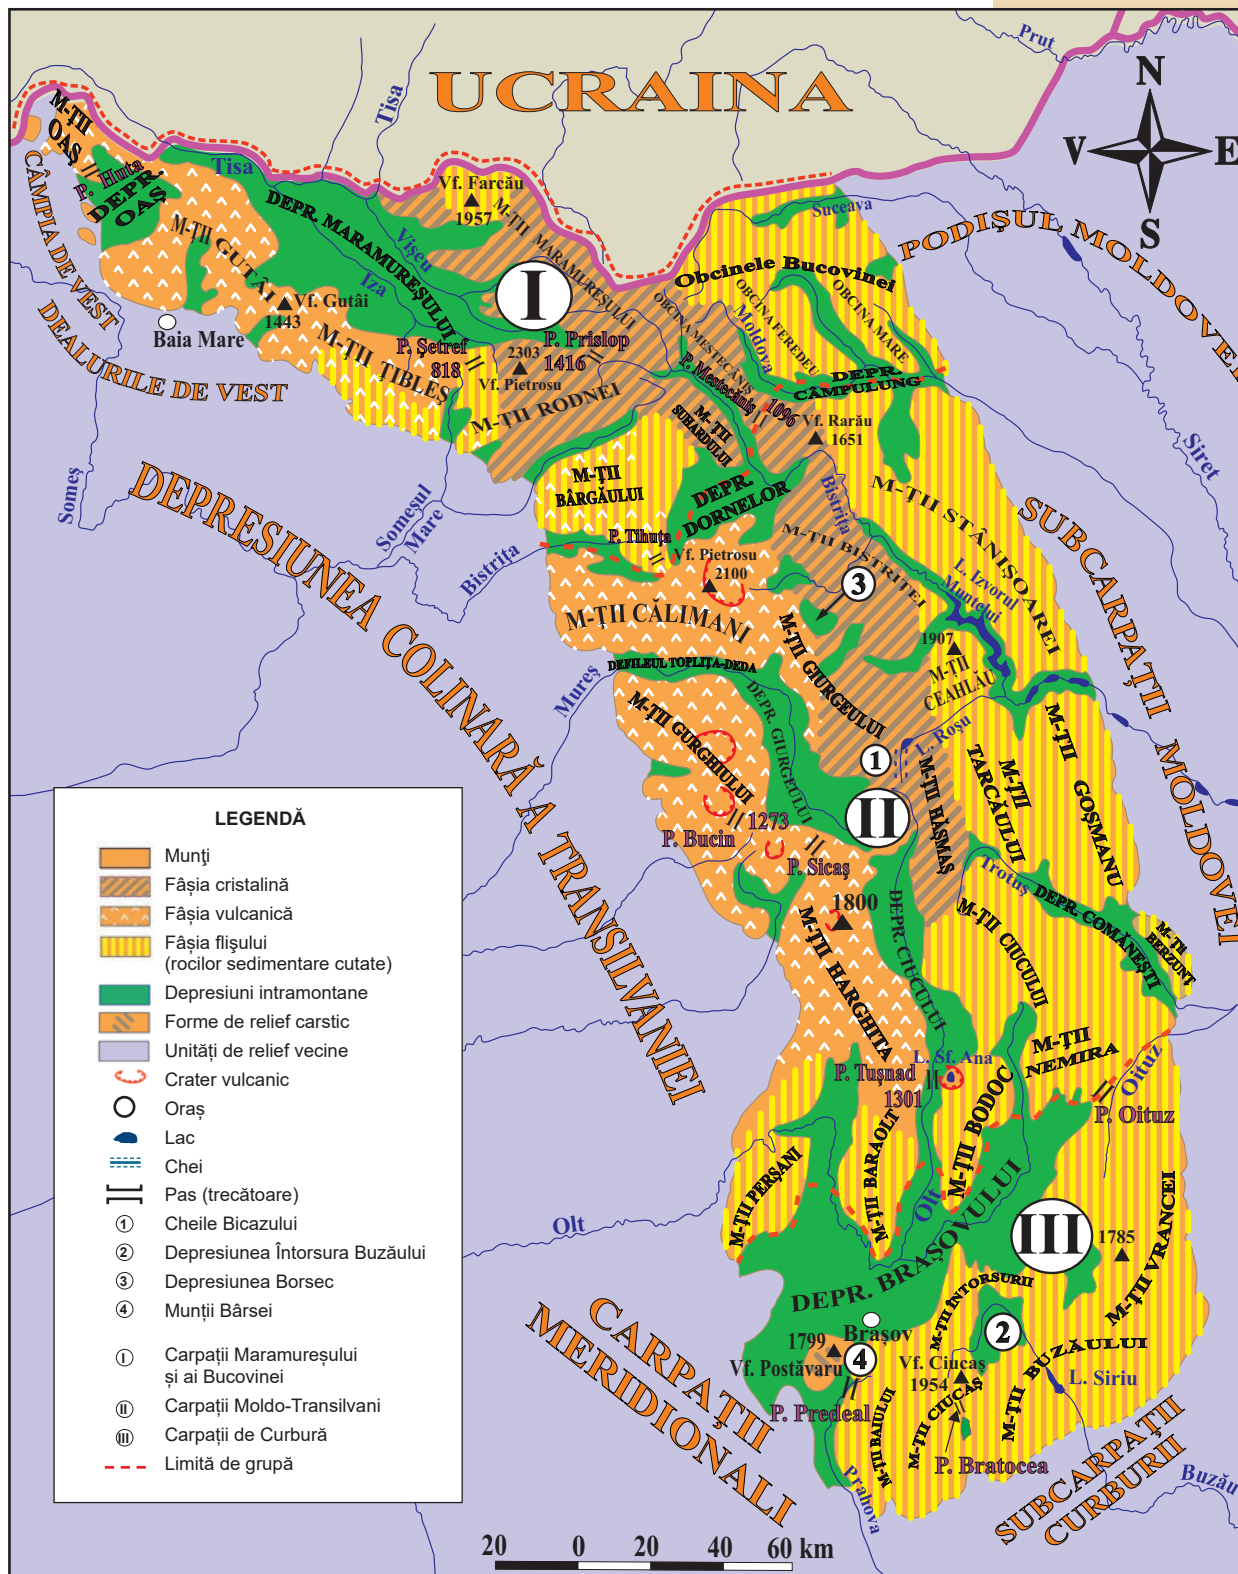 UCRAINA
Prut
N
V
E
S
Tisa
Tisa
M-ȚII OAȘ
P. Huta
DEPR. OAȘ
CÂMPIA DE VEST
DEALURILE DE VEST
M-ȚII GUTÂI
Vf. Gutâi
1443
Baia Mare
DEPR. MARAMUREȘULUI
Vișeu
Iza
Vf. Farcău
1957
M-ȚII MARAMUREȘULUI
I
P. Șetref
818
P. Prislop
1416
2303
Vf. Pietrosu
M-ȚII ȚIBLEȘ
M-ȚII RODNEI
Suceava
PODIȘUL MOLDOVEI
Obcinele Bucovinei
OBCINA MESTECĂNIȘ
OBCINA FEREDEU
OBCINA MARE
Moldova
P. Mestecăniș
1096
DEPR. CÂMPULUNG
Vf. Rarău
1651
M-ȚII SUHARDULUI
M-ȚII BÂRGĂULUI
DEPR. DORNELOR
P. Tihuța
Vf. Pietrosu
2100
M-ȚII CĂLIMANI
Siret
Someș
Someșul Mare
Bistrița
Bistrița
M-ȚII BISTRIȚEI
M-ȚII STÂNIȘOAREI
L. Izvorul Muntelui
3
1907
M-ȚII CEAHLĂU
SUBCARPAȚII MOLDOVEI
DEPRESIUNEA COLINARĂ A TRANSILVANIEI
Mureș
DEFILEUL TOPLIȚA-DEDA
M-ȚII GIURGEULUI
DEPR. GIURGEULUI
M-ȚII GURGHIULUI
L. Roșu
1
II
M-ȚII HĂȘMAȘ
M-ȚII TARCĂULUI
M-ȚII GOȘMANU
1273
P. Bucin
P. Sicaș
1800
Trotuș
DEPR. COMĂNEȘTI
M-ȚII BERZUNȚ
M-ȚII CIUCULUI
DEPR. CIUCULUI
M-ȚII HARGHITA
M-ȚII NEMIRA
L. Sf. Ana
P. Tușnad
1301
Oituz
P. Oituz
M-ȚII BODOC
M-ȚII BARAOLT
M-ȚII PERȘANI
Olt
Olt
DEPR. BRAȘOVULUI
III
1785
M-ȚII VRANCEI
M-ȚII ÎNTORSURII
2
M-ȚII BUZĂULUI
Brașov
1799
Vf. Postăvaru
4
Vf. Ciucaș
1954
M-ȚII CIUCAȘ
M-ȚII BAIULUI
L. Siriu
P. Predeal
P. Bratocea
Prahova
Buzău
CARPAȚII MERIDIONALI
SUBCARPAȚII CURBURII
LEGENDĂ
Munți
Fâșia cristalină
Fâșia vulcanică
Fâșia flișului
(rocilor sedimentare cutate)
Depresiuni intramontane
Forme de relief carstic
Unități de relief vecine
Crater vulcanic
Oraș
Lac
Chei
Pas (trecătoare)
1 Cheile Bicazului
2 Depresiunea Întorsura Buzăului
3 Depresiunea Borsec
4 Munții Bârsei
I Carpații Maramureșului
și ai Bucovinei
II Carpații Moldo-Transilvani
III Carpații de Curbură
Limită de grupă
20 0 20 40 60 km